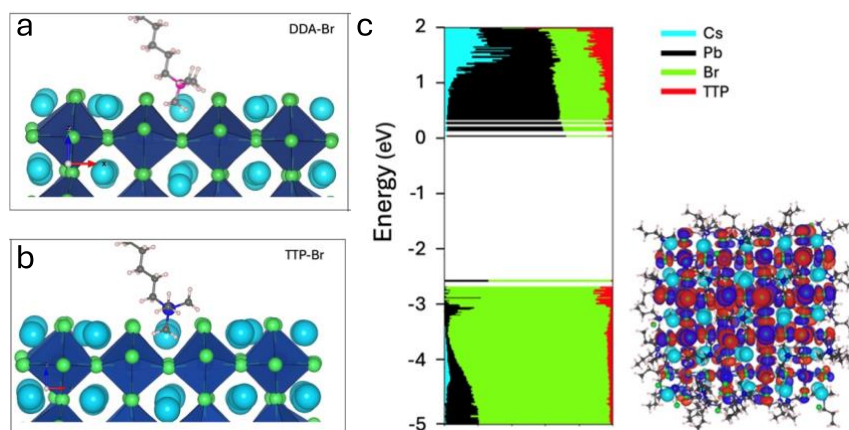 a
DDA-Br
b
TTP-Br
c
Energy (eV)
2
1
0
-1
-2
-3
-4
-5
Cs
Pb
Br
TTP